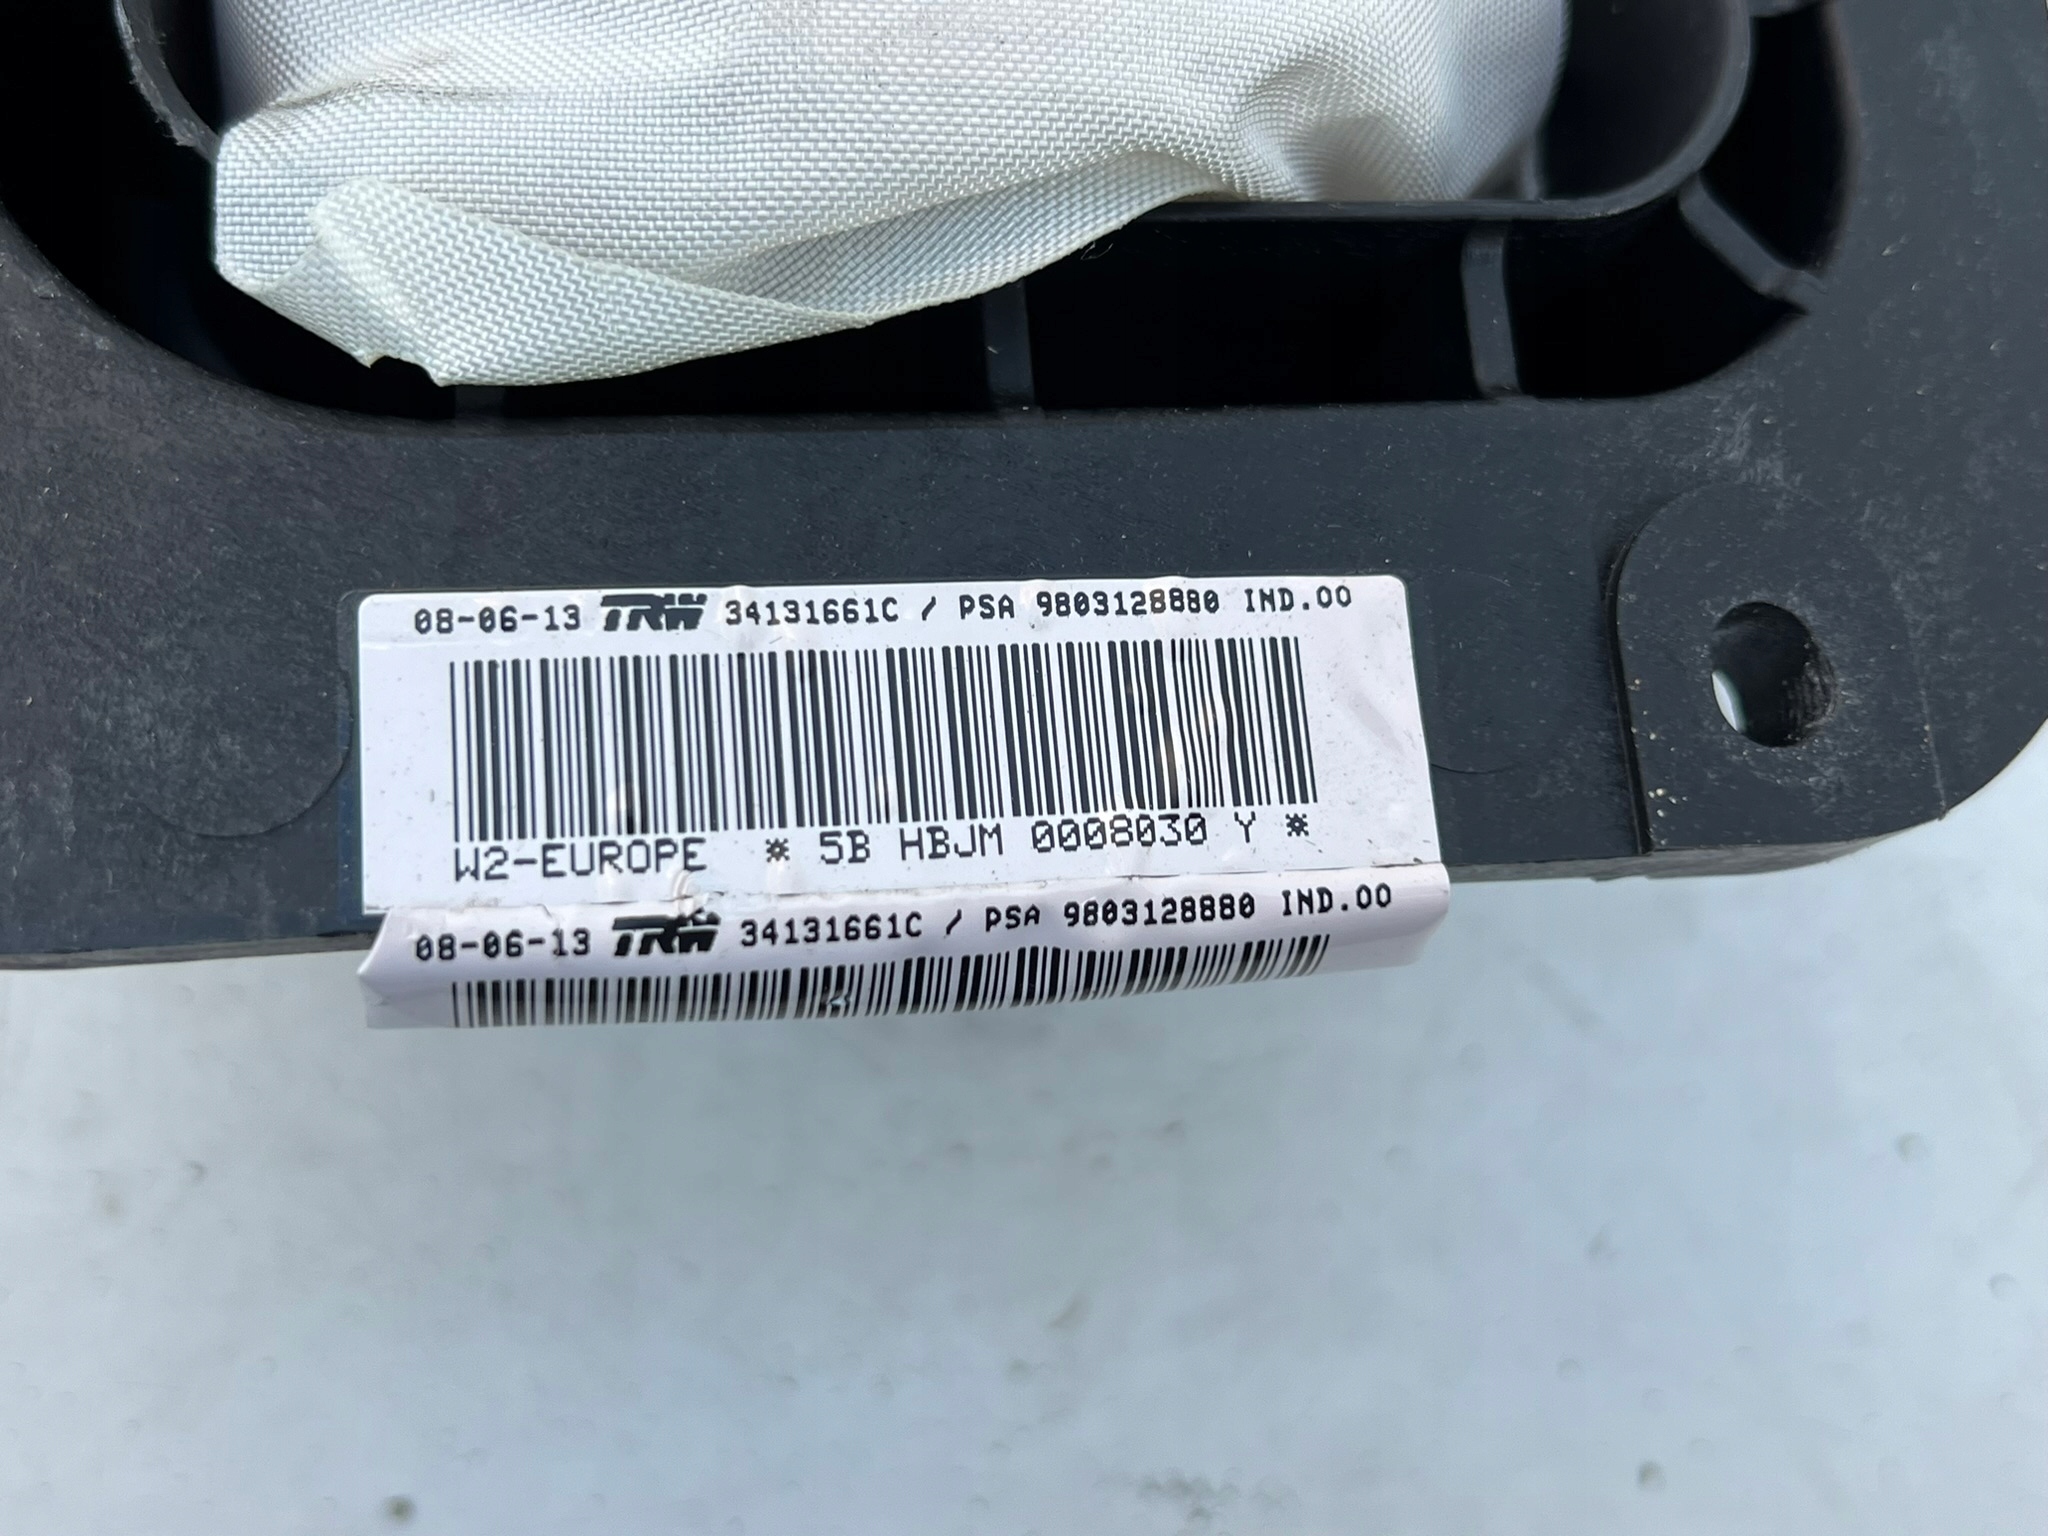 08-06-13 TRW 34131661C / PSA 9803128880 IND.00
W2-EUROPE * 5B HBJM 0008030 Y *
08-06-13 TRW 34131661C / PSA 9803128880 IND.00